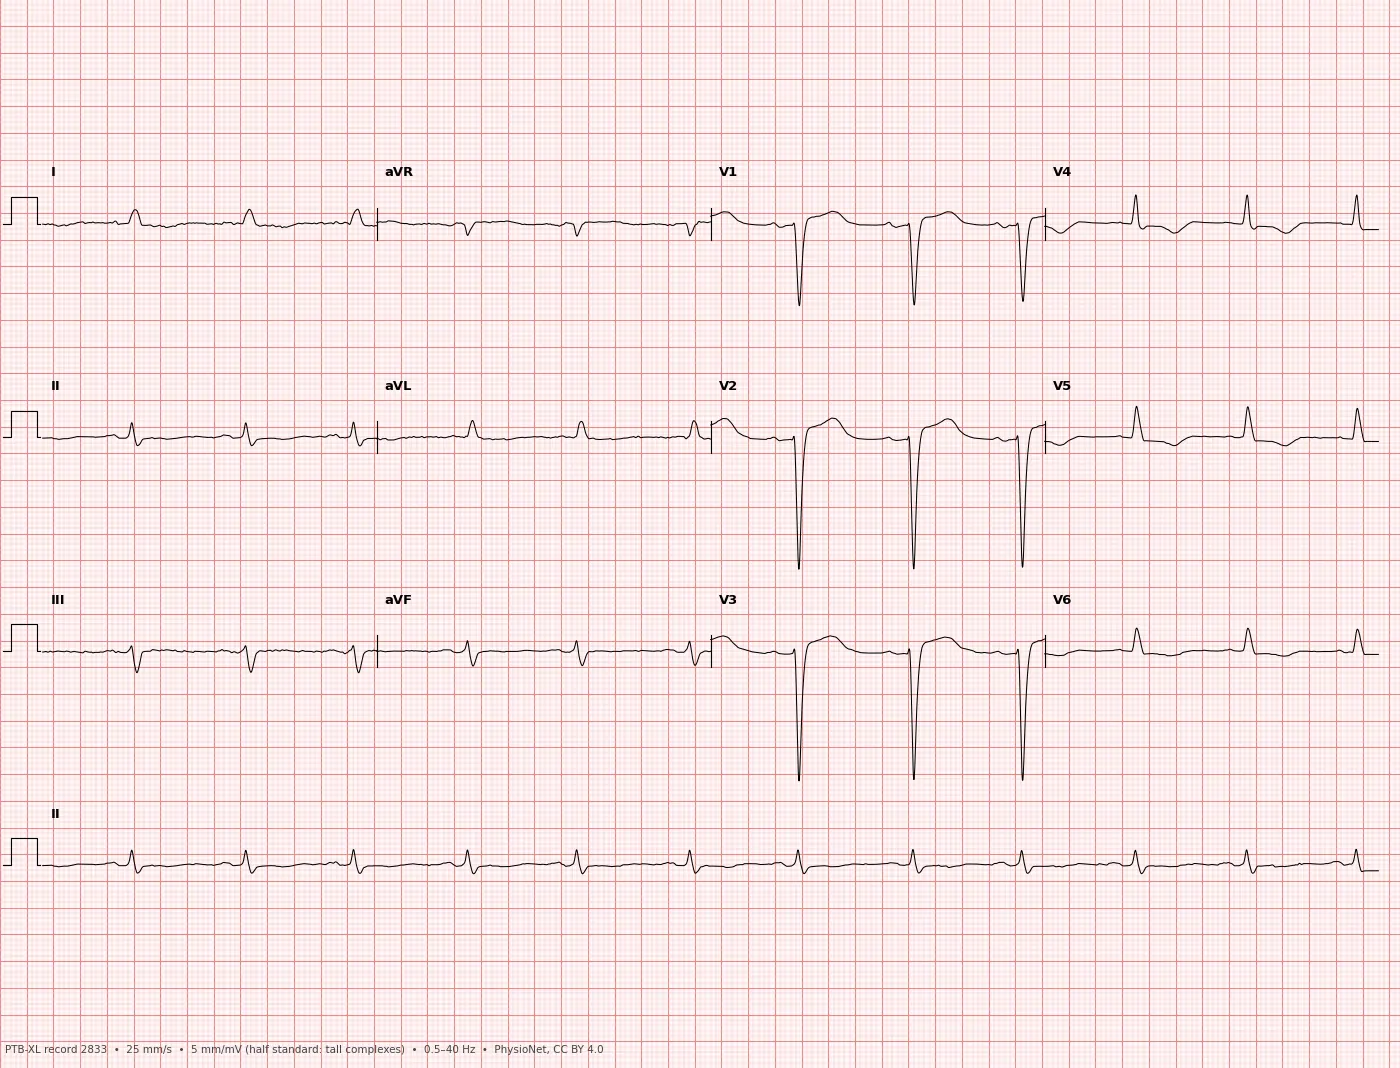 I aVR V1 V4
II aVL V2 V5
III aVF V3 V6
II
PTB-XL record 2833 • 25 mm/s • 5 mm/mV (half standard: tall complexes) • 0.5–40 Hz • PhysioNet, CC BY 4.0